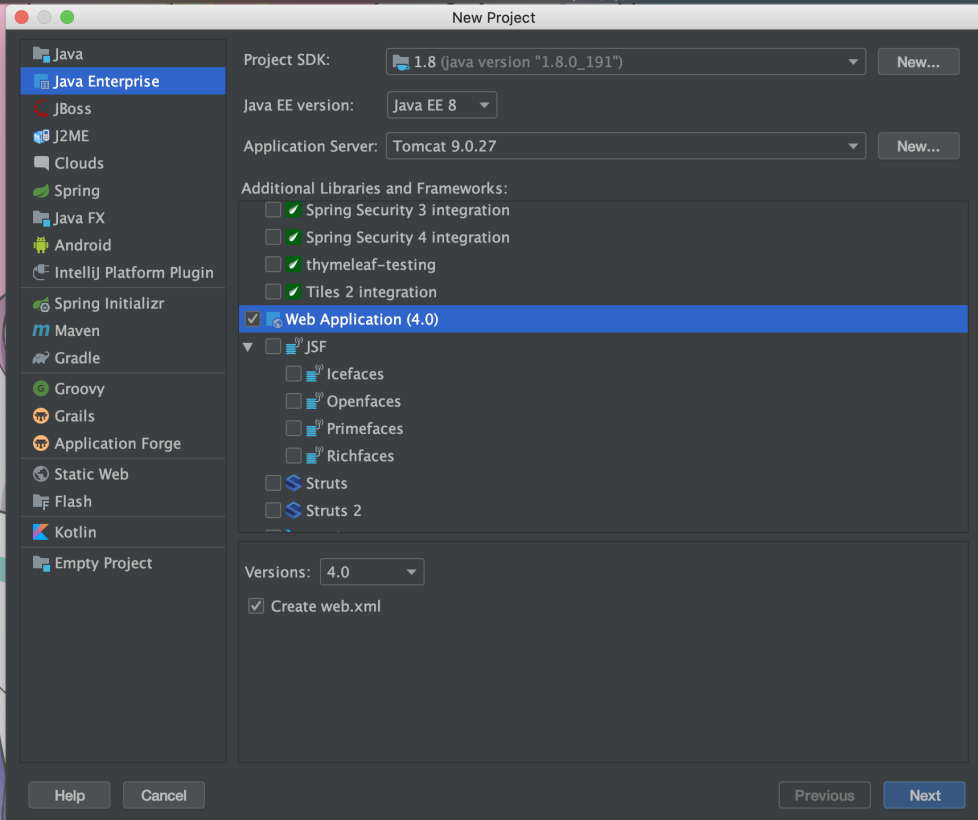 New Project
Java
Java Enterprise
JBoss
J2ME
Clouds
Spring
Java FX
Android
IntelliJ Platform Plugin
Spring Initializr
Maven
Gradle
Groovy
Grails
Application Forge
Static Web
Flash
Kotlin
Empty Project
Project SDK: 1.8 (java version "1.8.0_191") New...
Java EE version: Java EE 8
Application Server: Tomcat 9.0.27 New...
Additional Libraries and Frameworks:
Spring Security 3 integration
Spring Security 4 integration
thymeleaf-testing
Tiles 2 integration
Web Application (4.0)
JSF
Icefaces
Openfaces
Primefaces
Richfaces
Struts
Struts 2
Versions: 4.0
Create web.xml
Help Cancel Previous Next